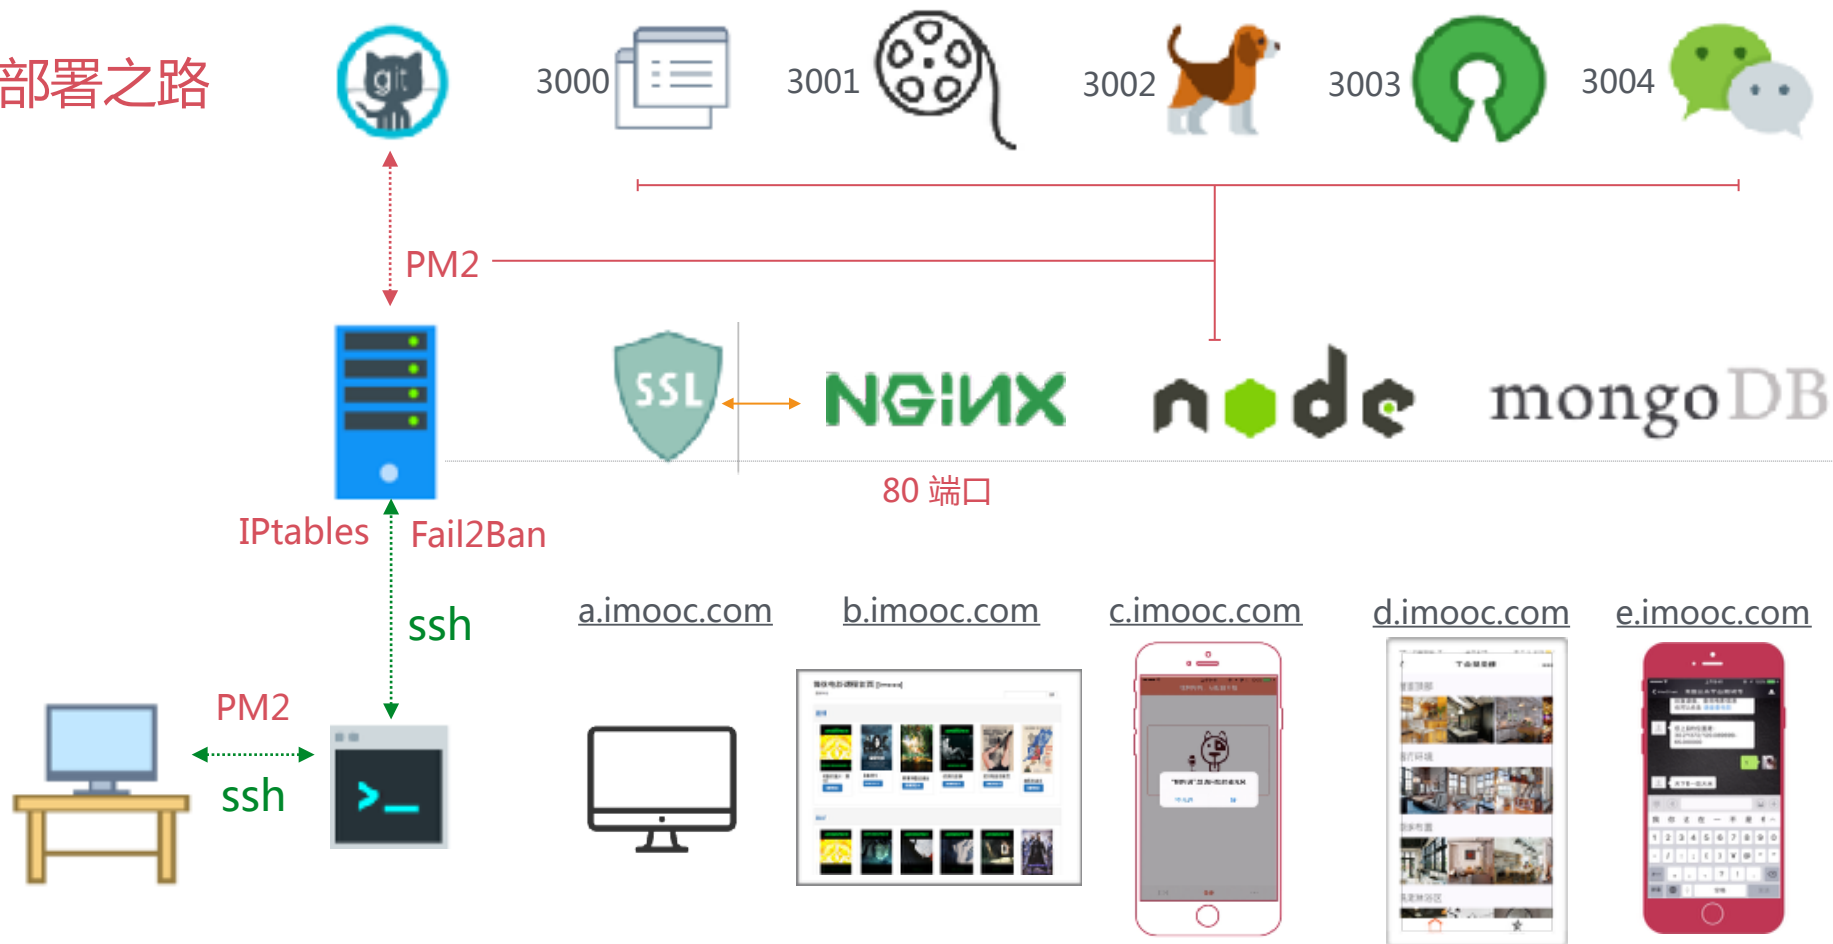 部署之路
git
3000
3001
3002
3003
3004
PM2
SSL
NGINX
node
mongoDB
80 端口
IPtables
Fail2Ban
ssh
a.imooc.com
b.imooc.com
c.imooc.com
d.imooc.com
e.imooc.com
PM2
ssh
>_